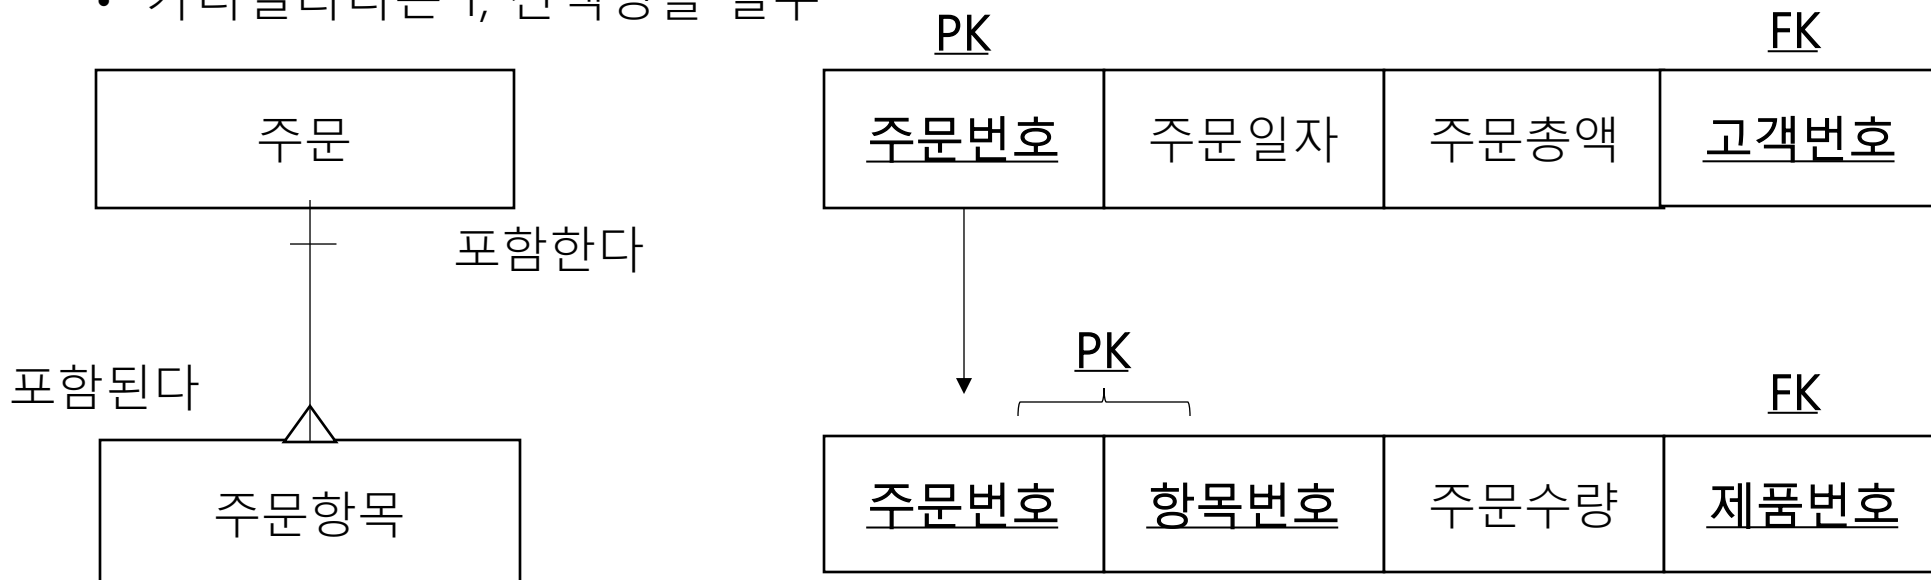 PK
FK
주문
주문번호 주문일자 주문총액 고객번호
포함한다
PK
포함된다
FK
주문항목
주문번호 항목번호 주문수량 제품번호